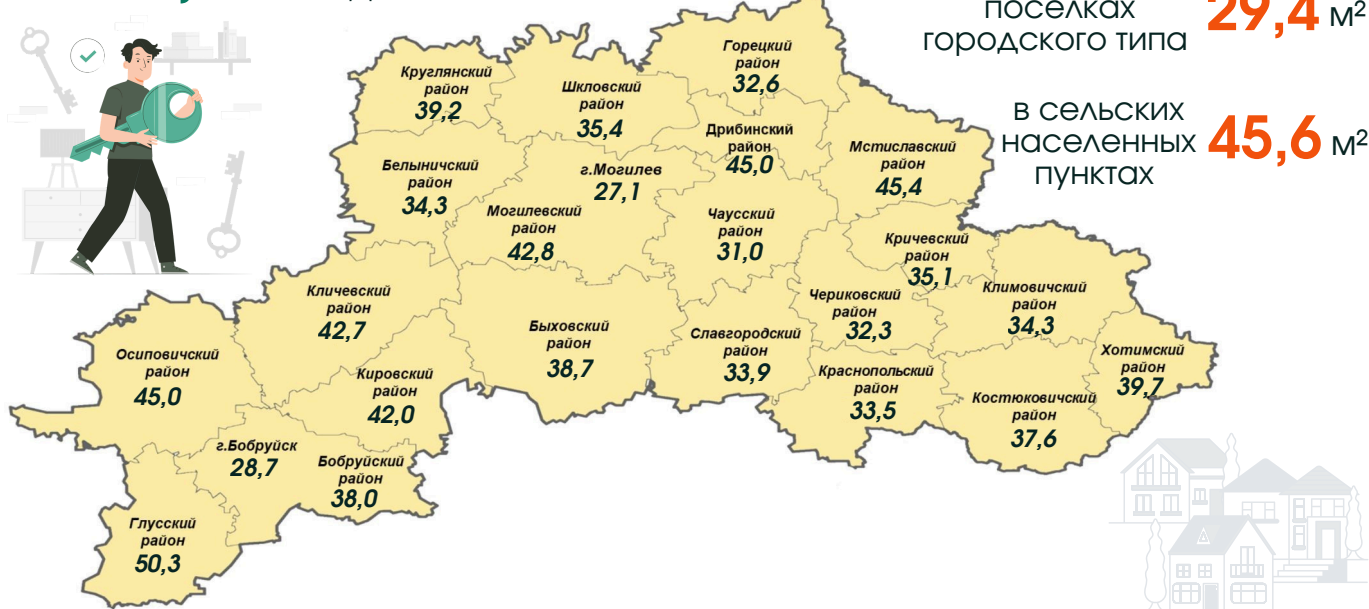 поселках
городского типа
29,4 м²
в сельских
населенных
пунктах
45,6 м²
Горецкий
район
32,6
Круглянский
район
39,2
Шкловский
район
35,4
Дрибинский
район
45,0
Мстиславский
район
45,4
Белыничский
район
34,3
г.Могилев
27,1
Могилевский
район
42,8
Чаусский
район
31,0
Кричевский
район
35,1
Кличевский
район
42,7
Чериковский
район
32,3
Климовичский
район
34,3
Быховский
район
38,7
Славгородский
район
33,9
Осиповичский
район
45,0
Хотимский
район
39,7
Кировский
район
42,0
Краснопольский
район
33,5
Костюковичский
район
37,6
г.Бобруйск
28,7
Бобруйский
район
38,0
Глусский
район
50,3